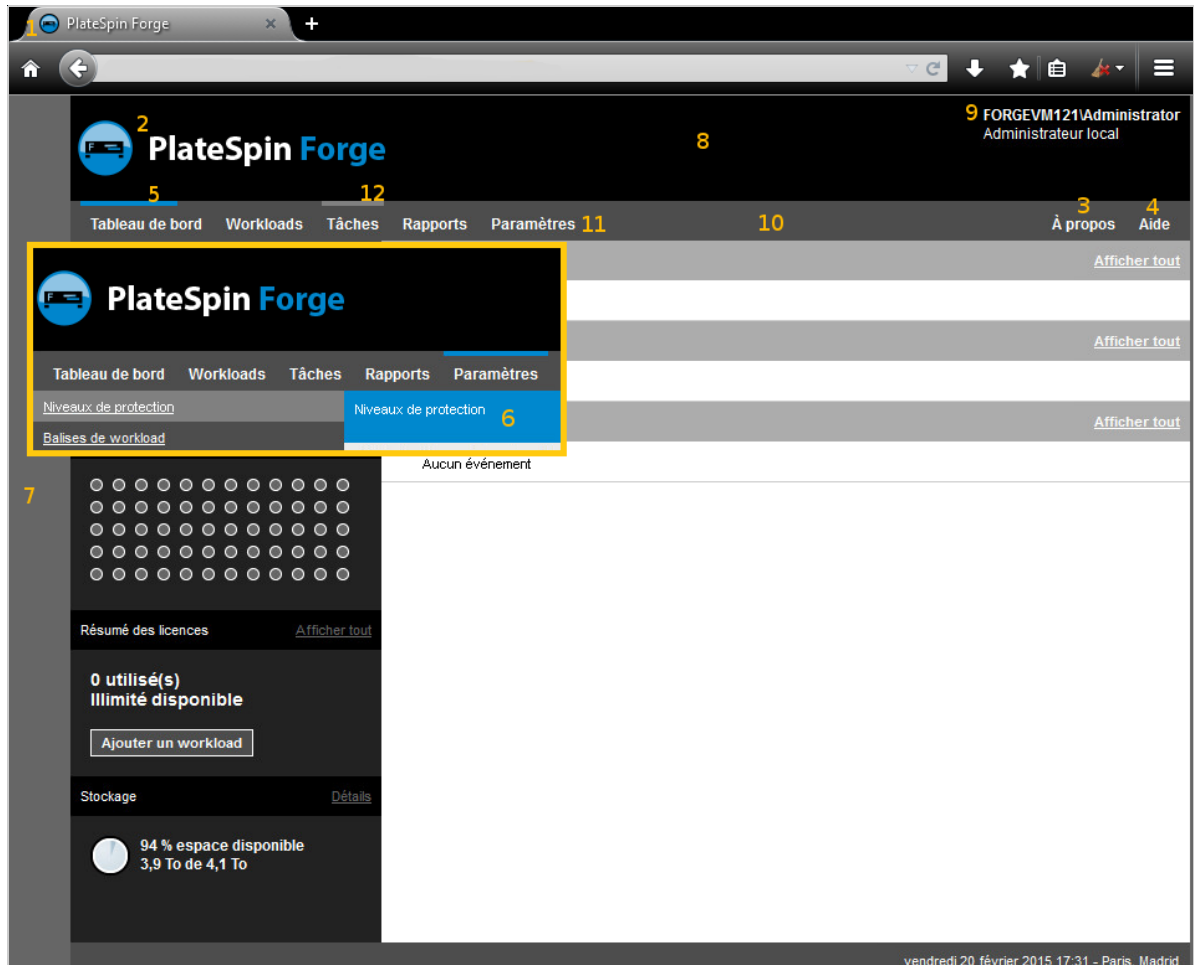 1 PlateSpin Forge × +
2
PlateSpin Forge
8
9 FORGEVM121\Administrator
Administrateur local
5 12 3 4
Tableau de bord Workloads Tâches Rapports Paramètres 11 10 À propos Aide
Afficher tout
PlateSpin Forge
Afficher tout
Tableau de bord Workloads Tâches Rapports Paramètres
Niveaux de protection
Niveaux de protection 6
Afficher tout
Balises de workload
Aucun événement
7
Résumé des licences Afficher tout
0 utilisé(s)
Illimité disponible
Ajouter un workload
Stockage Détails
94 % espace disponible
3,9 To de 4,1 To
vendredi 20 février 2015 17:31 - Paris, Madrid